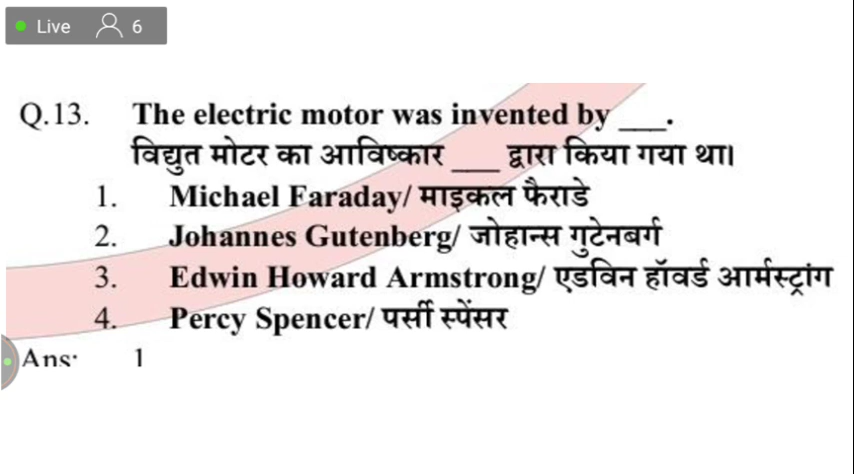 Live 6
Q.13. The electric motor was invented by ___.
विद्युत मोटर का आविष्कार ___ द्वारा किया गया था।
1. Michael Faraday/ माइकल फैराडे
2. Johannes Gutenberg/ जोहान्स गुटेनबर्ग
3. Edwin Howard Armstrong/ एडविन हॉवर्ड आर्मस्ट्रांग
4. Percy Spencer/ पर्सी स्पेंसर
Ans: 1